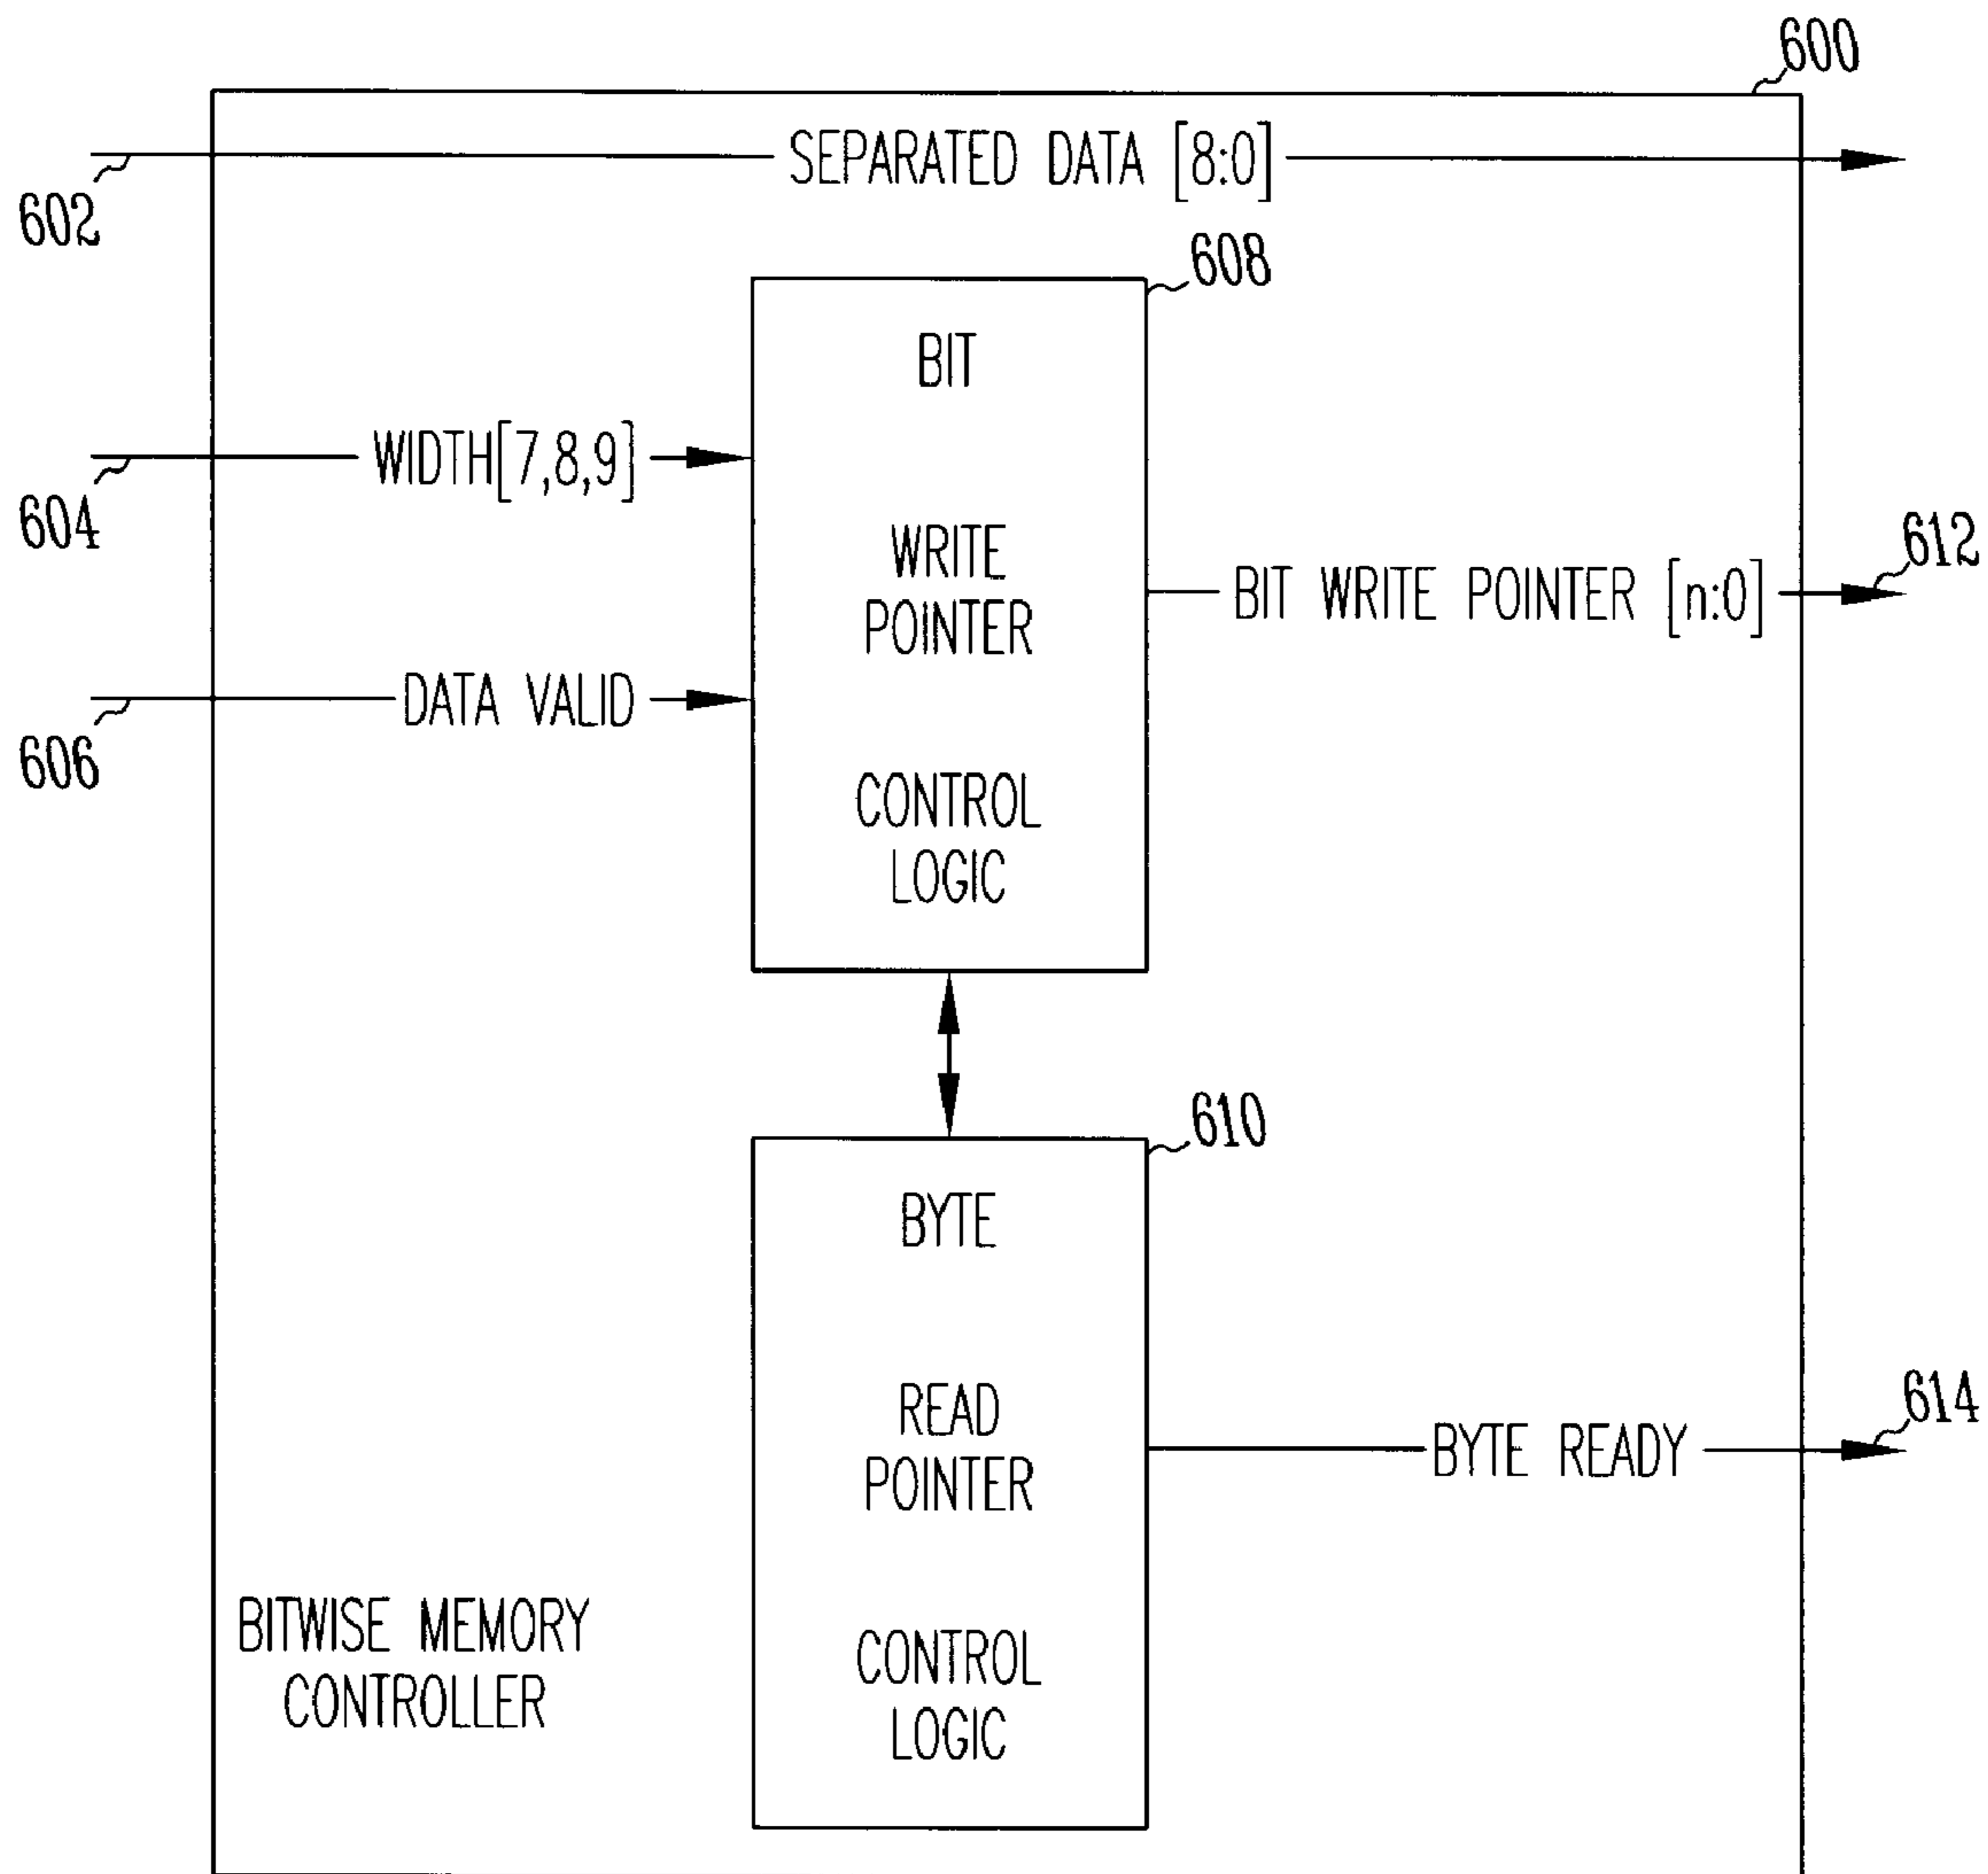 600
SEPARATED DATA [8:0]
602
608
BIT
WIDTH[7,8,9]
604
WRITE
POINTER
BIT WRITE POINTER [n:0]
612
DATA VALID
606
CONTROL
LOGIC
610
BYTE
READ
POINTER
BYTE READY
614
CONTROL
LOGIC
BITWISE MEMORY
CONTROLLER